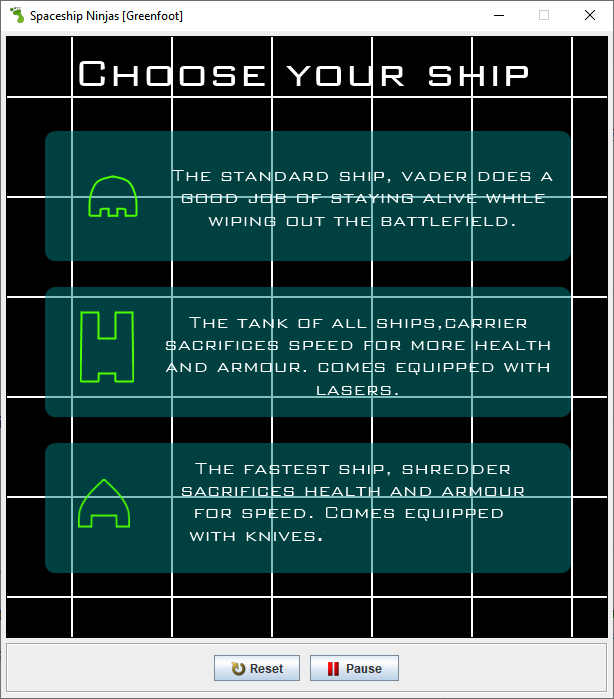 Spaceship Ninjas [Greenfoot]
Choose your ship
The standard ship, vader does a
good job of staying alive while
wiping out the battlefield.
The tank of all ships,carrier
sacrifices speed for more health
and armour. comes equipped with
lasers.
The fastest ship, shredder
sacrifices health and armour
for speed. Comes equipped
with knives.
Reset
Pause